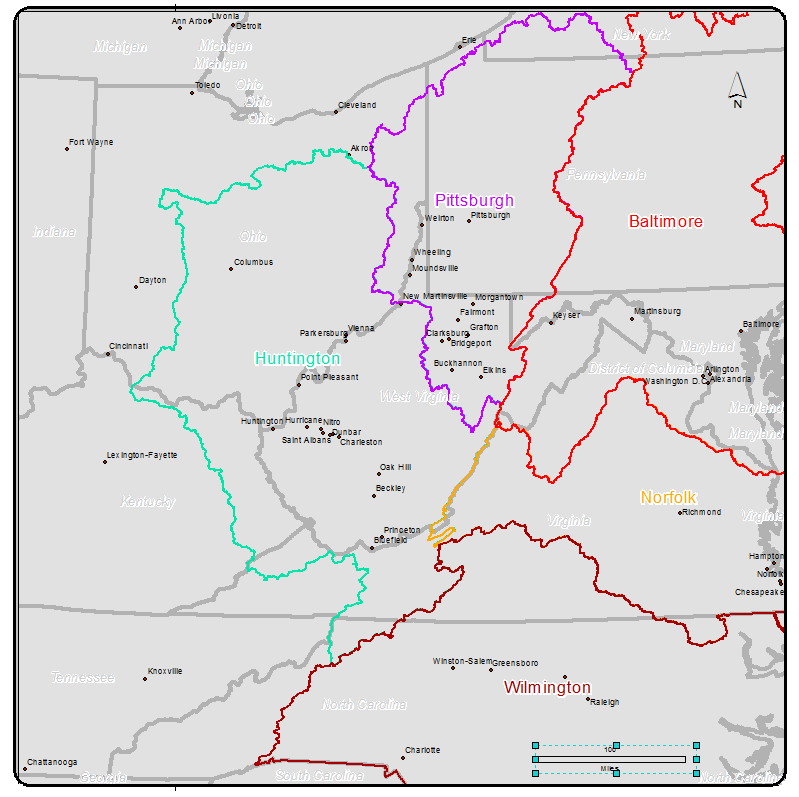 Livonia
Ann Arbor
Detroit
New York
Erie
Michigan
Michigan
Michigan
N
Toledo
Ohio
Ohio
Ohio
Cleveland
Fort Wayne
Akron
Pennsylvania
Pittsburgh
Weirton
Pittsburgh
Baltimore
Indiana
Ohio
Wheeling
Columbus
Moundsville
Dayton
New Martinsville
Morgantown
Fairmont
Keyser
Martinsburg
Parkersburg
Vienna
Clarksburg
Grafton
Bridgeport
Baltimore
Cincinnati
Huntington
Maryland
Buckhannon
Elkins
District of Columbia
Arlington
Washington D.C.
Alexandria
Point Pleasant
West Virginia
Maryland
Huntington
Hurricane
Nitro
Saint Albans
Dunbar
Charleston
Maryland
Lexington-Fayette
Oak Hill
Beckley
Norfolk
Kentucky
Richmond
Virginia
Virginia
Princeton
Bluefield
Hampton
Norfolk
Chesapeake
Winston-Salem
Greensboro
Knoxville
Tennessee
Wilmington
North Carolina
Raleigh
Charlotte
100
Miles
Chattanooga
Georgia
South Carolina
North Carolin